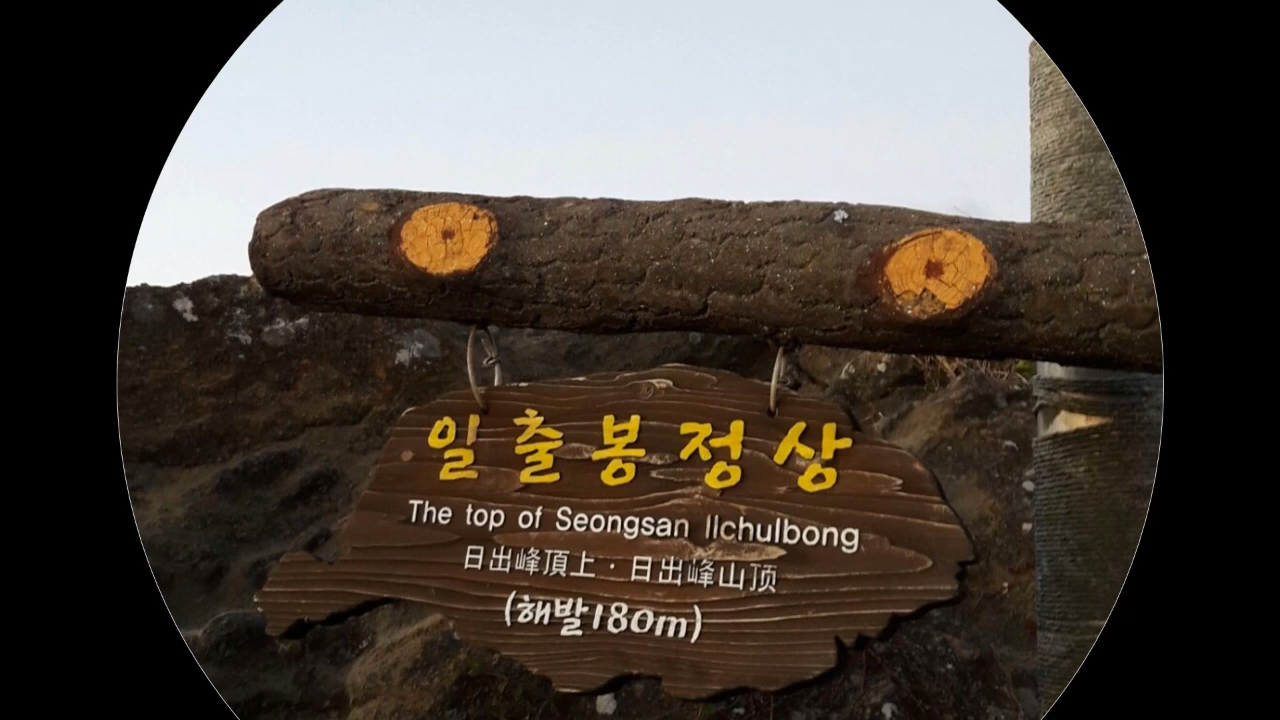 일출봉정상
The top of Seongsan Ilchulbong
日出峰頂上 · 日出峰山顶
(해발180m)